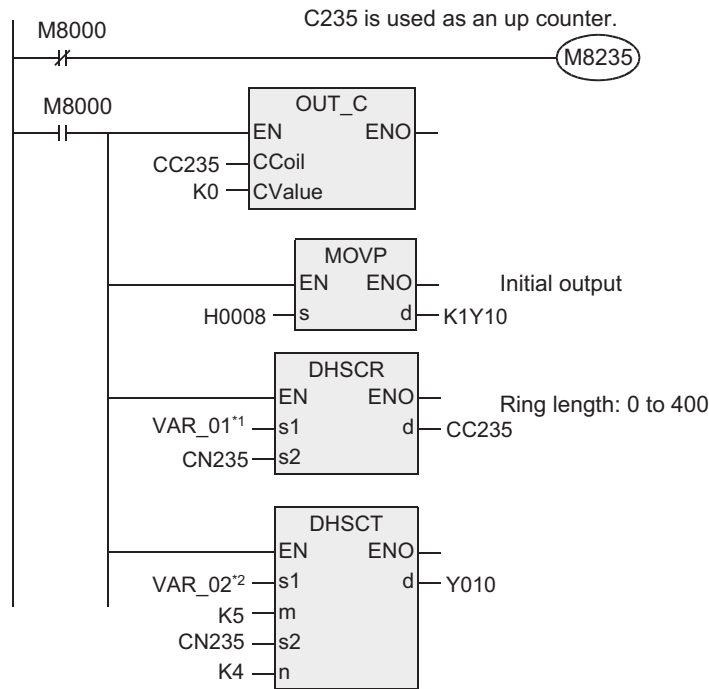 C235 is used as an up counter.
M8000
M8235
M8000
OUT_C
EN ENO
CC235 CCoil
K0 CValue
MOVP
EN ENO Initial output
H0008 s d K1Y10
DHSCR
EN ENO Ring length: 0 to 400
VAR_01*1 s1 d CC235
CN235 s2
DHSCT
EN ENO
VAR_02*2 s1 d Y010
K5 m
CN235 s2
K4 n